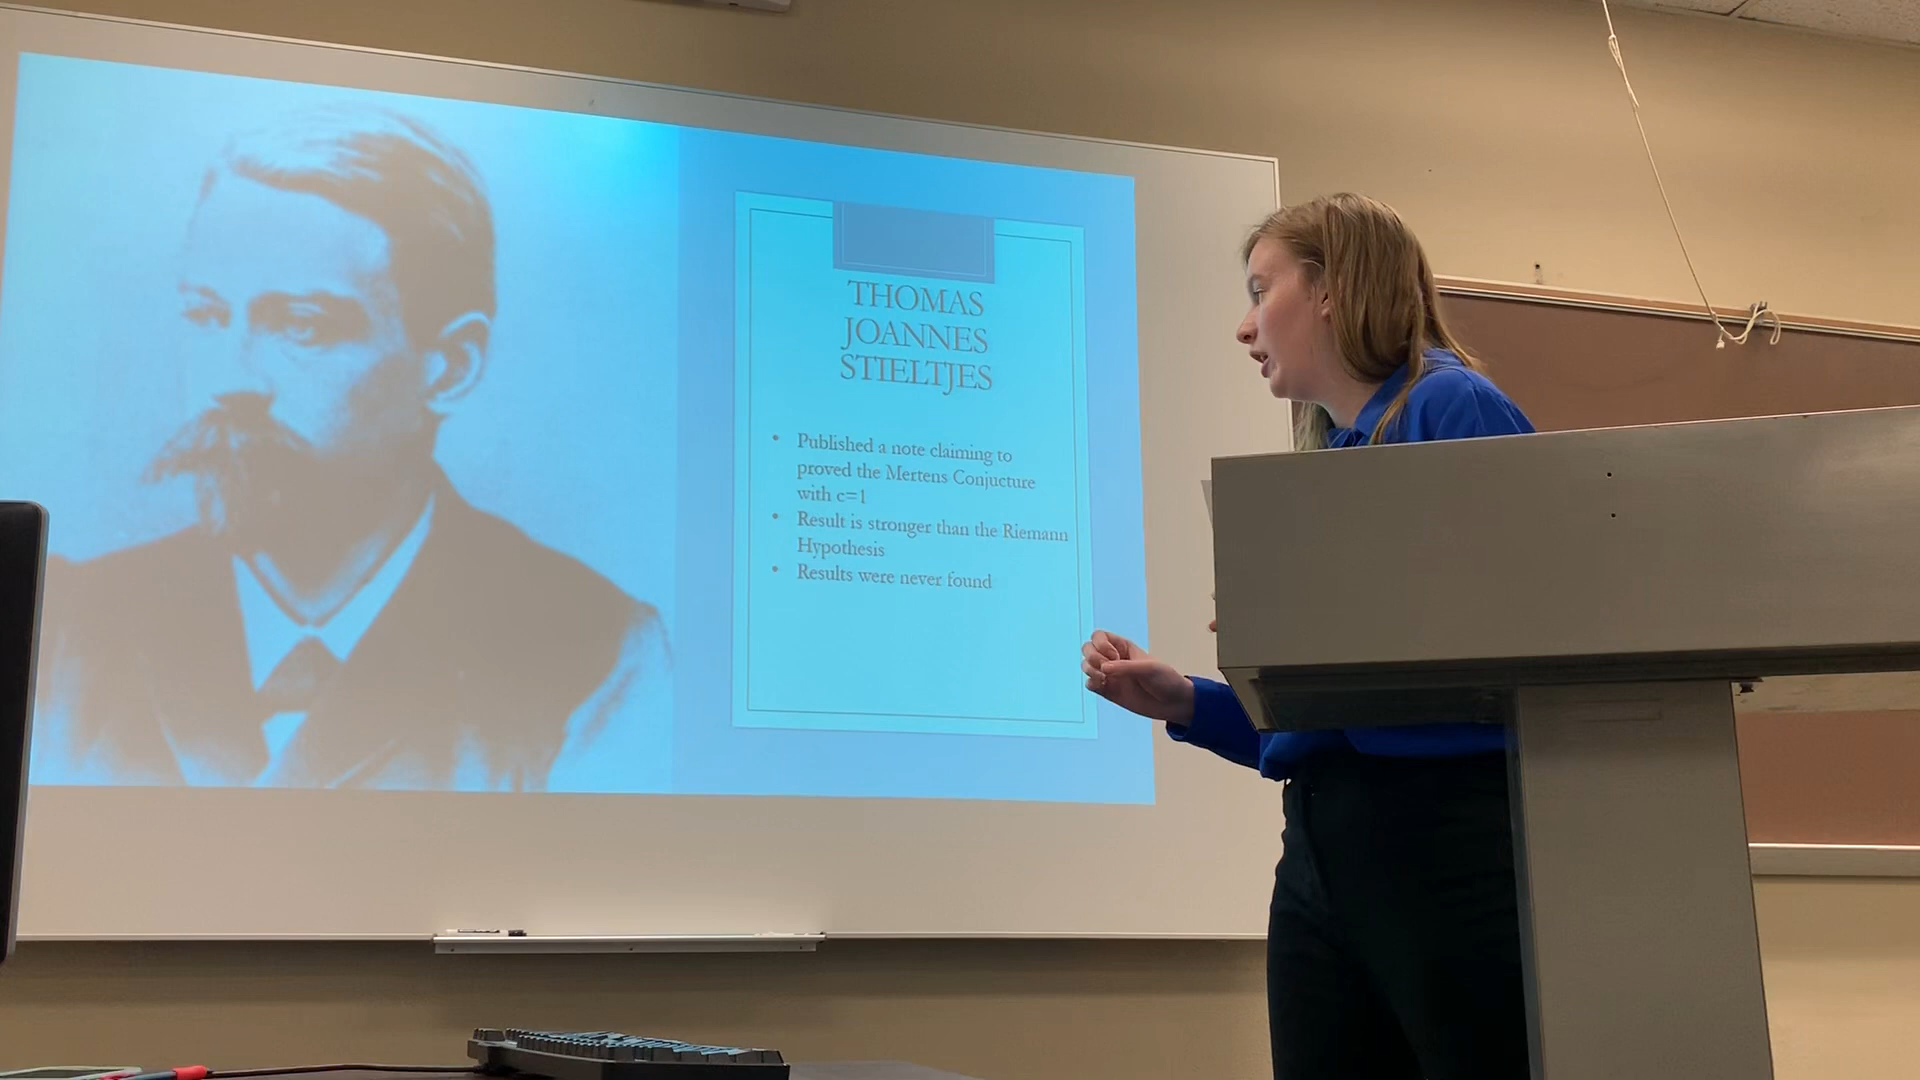 THOMAS
JOANNES
STIELTJES
• Published a note claiming to
proved the Mertens Conjucture
with c=1
• Result is stronger than the Riemann
Hypothesis
• Results were never found